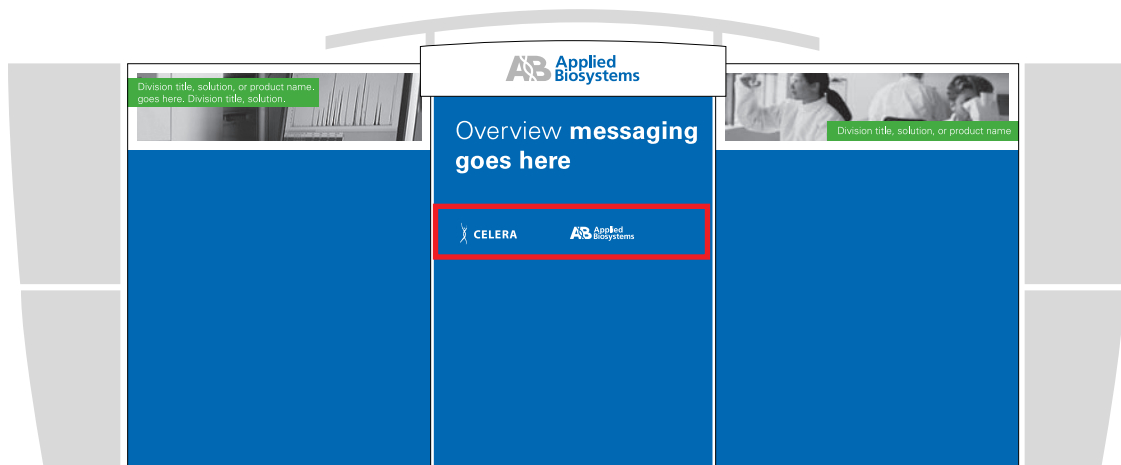 Applied
Biosystems
Division title, solution, or product name.
goes here. Division title, solution.
Division title, solution, or product name
Overview messaging
goes here
CELERA
AB Applied
Biosystems